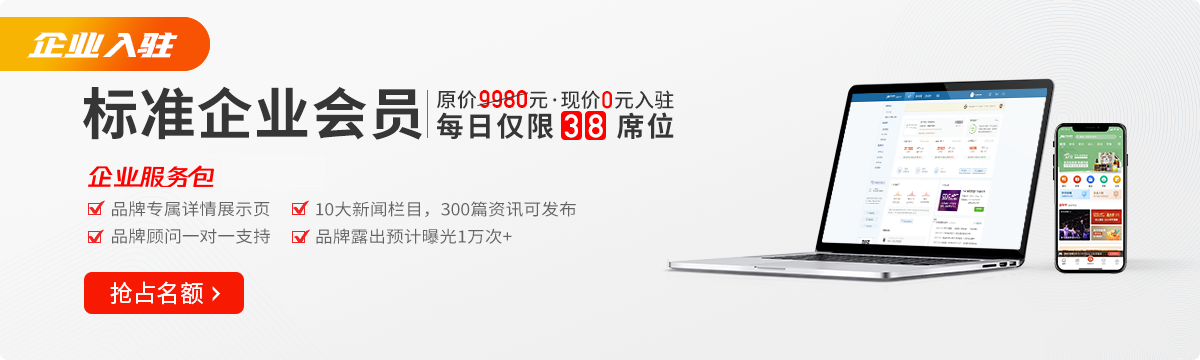 企业入驻
标准企业会员
原价9980元·现价0元入驻
每日仅限 38 席位
企业服务包
品牌专属详情展示页
10大新闻栏目，300篇资讯可发布
品牌顾问一对一支持
品牌露出预计曝光1万次+
抢占名额 ›